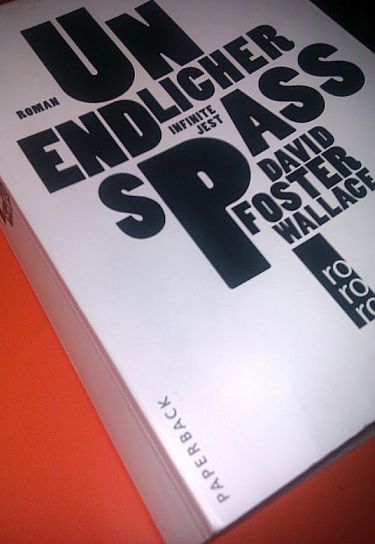 UN
ROMAN
ENDLICHER
INFINITE
JEST
SPASS
DAVID
FOSTER
WALLACE
ro
ro
ro
PAPERBACK